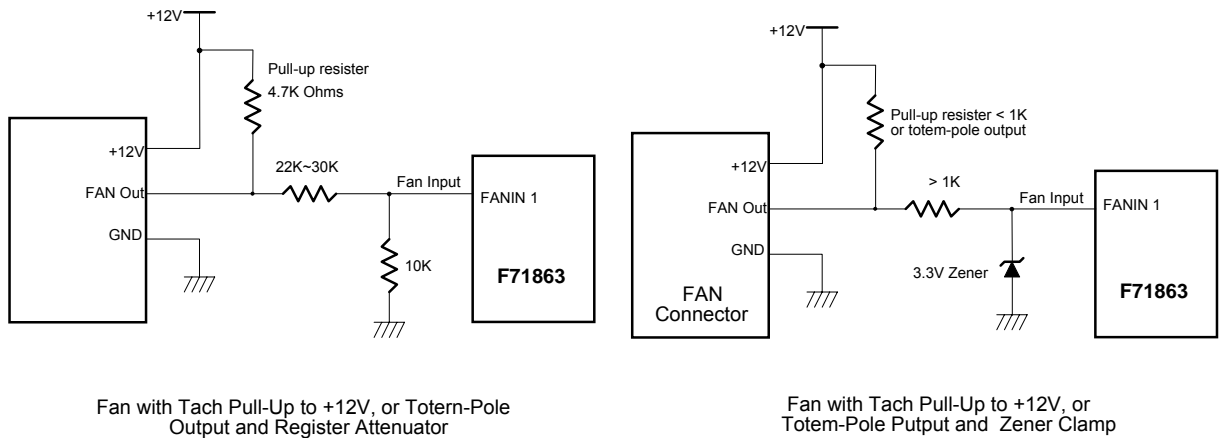 +12V
Pull-up resister
4.7K Ohms
+12V
22K~30K
Fan Input
FAN Out
FANIN 1
GND
10K
F71863
Fan with Tach Pull-Up to +12V, or Totern-Pole
Output and Register Attenuator
+12V
Pull-up resister < 1K
or totem-pole output
+12V
> 1K
Fan Input
FAN Out
FANIN 1
GND
3.3V Zener
F71863
FAN
Connector
Fan with Tach Pull-Up to +12V, or
Totem-Pole Putput and Zener Clamp